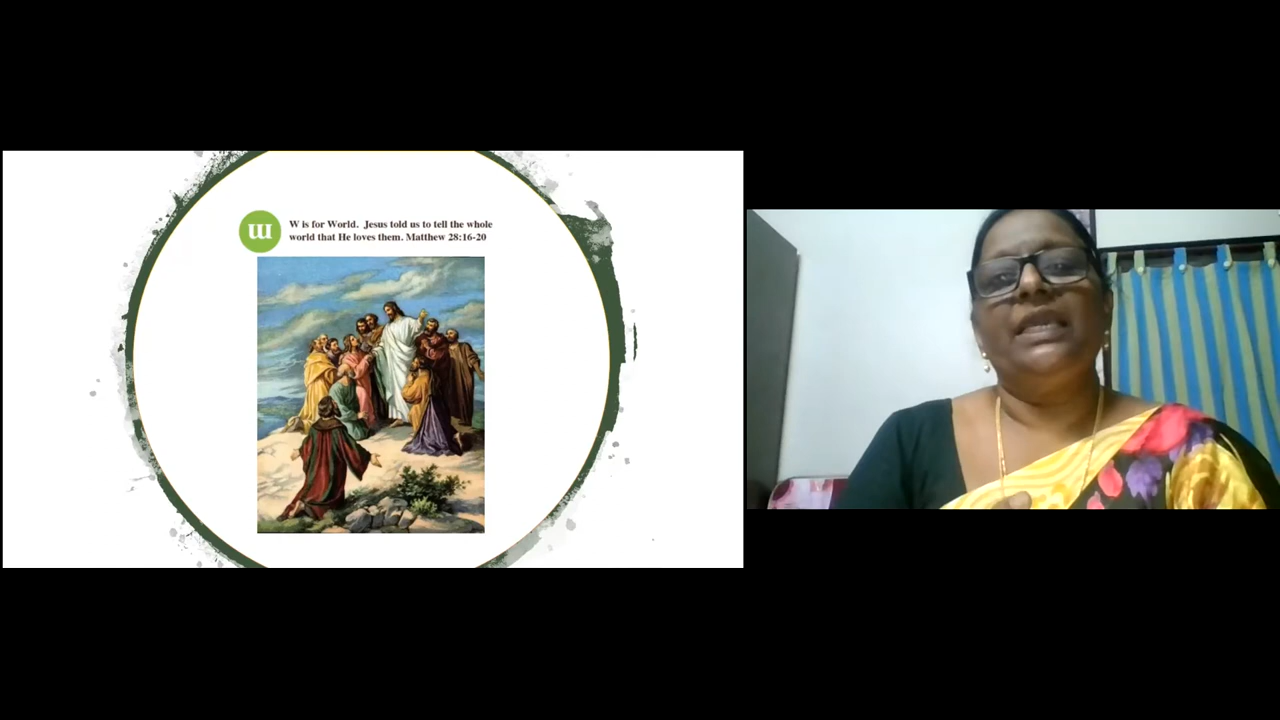 w
W is for World. Jesus told us to tell the whole
world that He loves them. Matthew 28:16-20